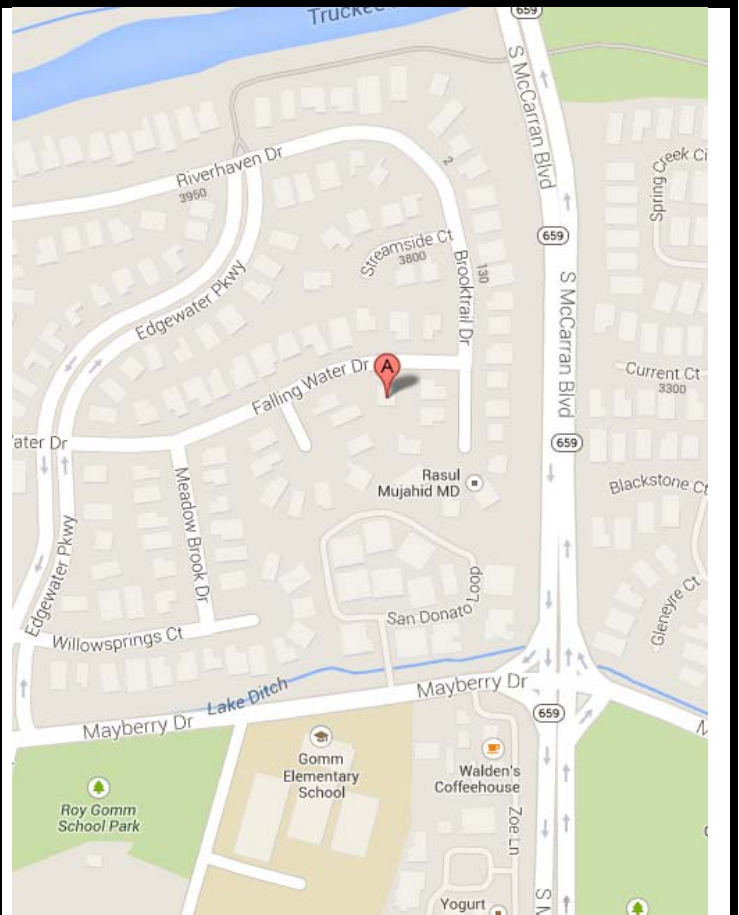 Trucke
659
S McCarran Blvd
Riverhaven Dr
3950
2
Spring Creek Ci
Streamside Ct
3800
Brooktrail Dr
130
659
Edgewater Pkwy
S McCarran Blvd
Falling Water Dr
A
Current Ct
3300
ater Dr
659
Rasul
Mujahid MD
Blackstone Ct
Meadow Brook Dr
Edgewater Pkwy
San Donato Loop
Gleneyre Ct
Willowsprings Ct
Lake Ditch
Mayberry Dr
Mayberry Dr
659
M
Gomm
Elementary
School
Walden's
Coffeehouse
Roy Gomm
School Park
Zoe Ln
Yogurt
S M